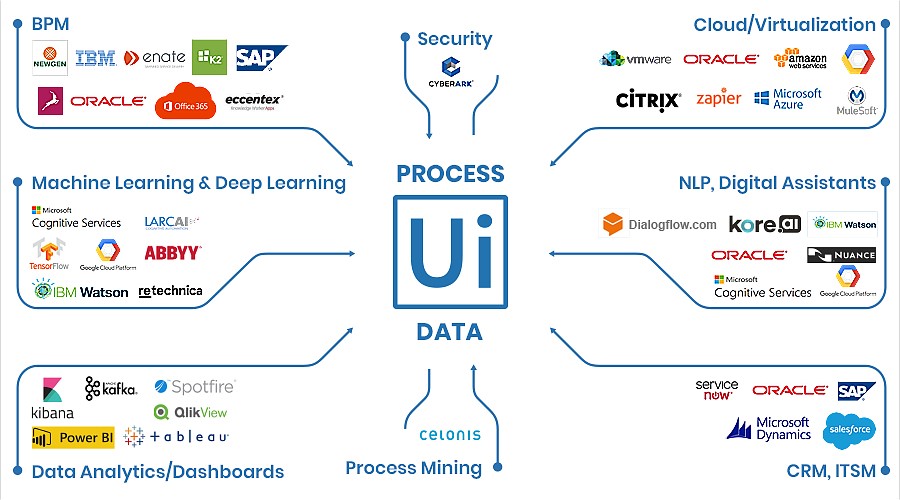 BPM
NEWGEN
IBM
enate
K2
SAP
ORACLE
Office 365
eccentex
Security
CYBERARK
Cloud/Virtualization
vmware
ORACLE
amazon
web services
CITRIX
zapier
Microsoft
Azure
MuleSoft
Machine Learning & Deep Learning
Microsoft
Cognitive Services
LARCAI
TensorFlow
Google Cloud Platform
ABBYY
IBM Watson
retechnica
PROCESS
Ui
DATA
NLP, Digital Assistants
Dialogflow.com
kore.ai
IBM Watson
ORACLE
NUANCE
Microsoft
Cognitive Services
Google Cloud Platform
kibana
kafka
Spotfire
QlikView
Power BI
+ableau
Data Analytics/Dashboards
celonis
Process Mining
service
now
ORACLE
SAP
Microsoft
Dynamics
salesforce
CRM, ITSM